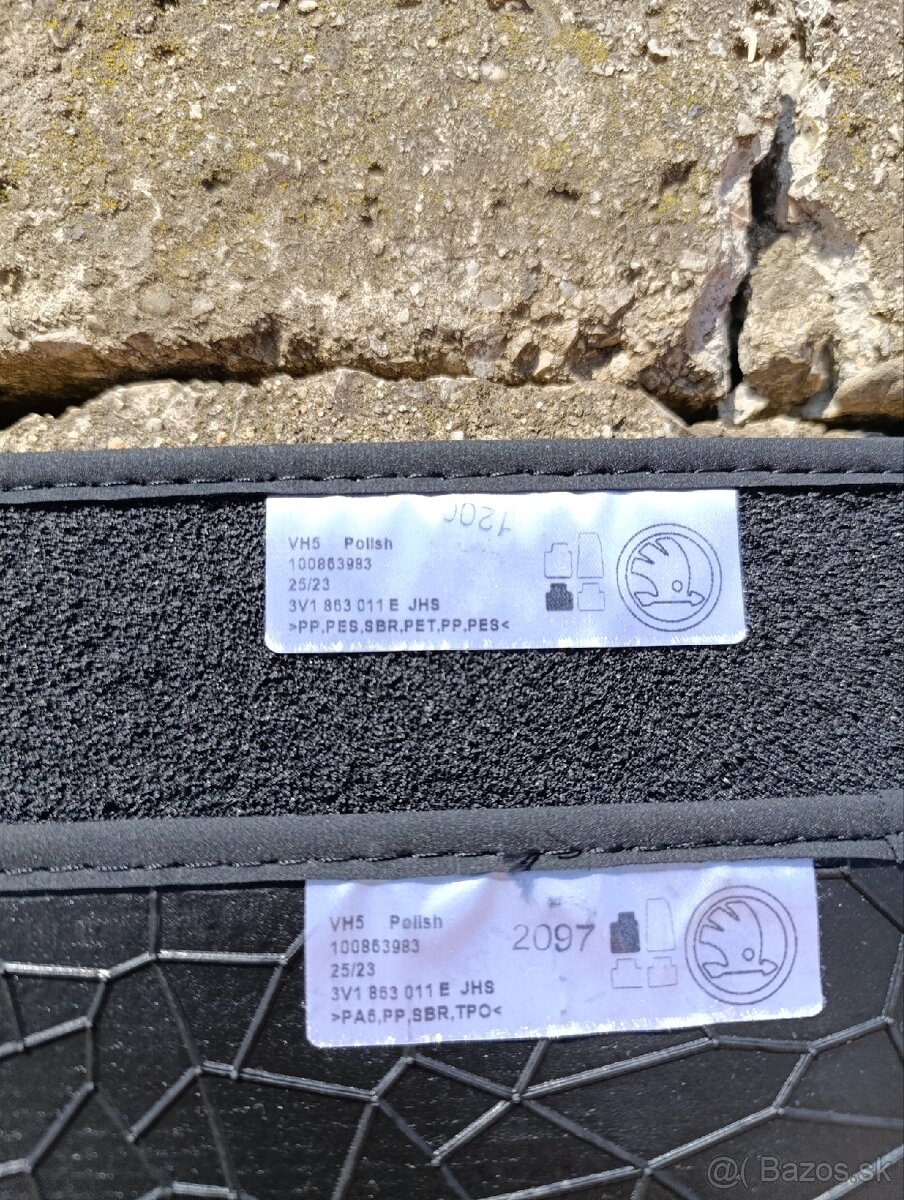 VH5 Polish
100863983
25/23
3V1 863 011 E JHS
>PP,PES,SBR,PET,PP,PES<
VH5 Polish
100863983
25/23
3V1 863 011 E JHS
>PA6,PP,SBR,TPO<
2097
@( Bazos.sk